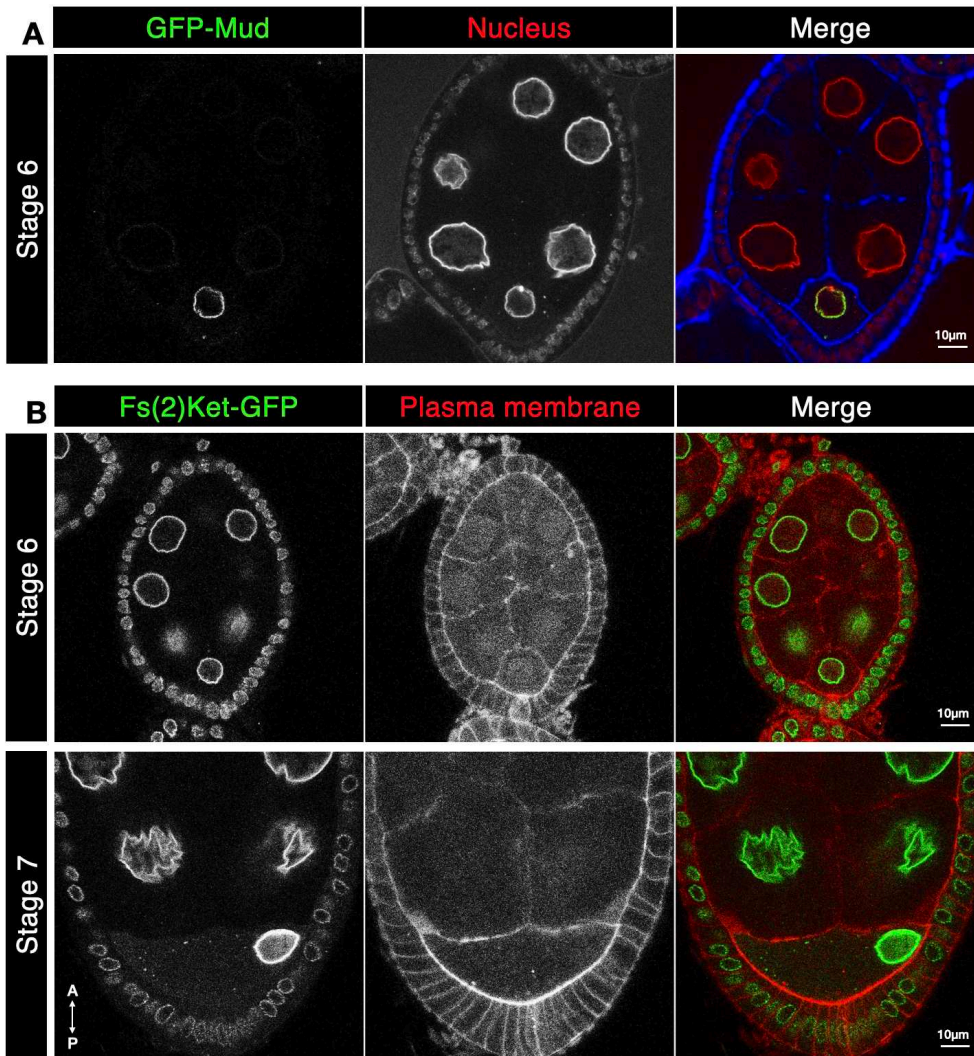 A
GFP-Mud
Nucleus
Merge
Stage 6
10µm
B
Fs(2)Ket-GFP
Plasma membrane
Merge
Stage 6
10µm
Stage 7
A
P
10µm